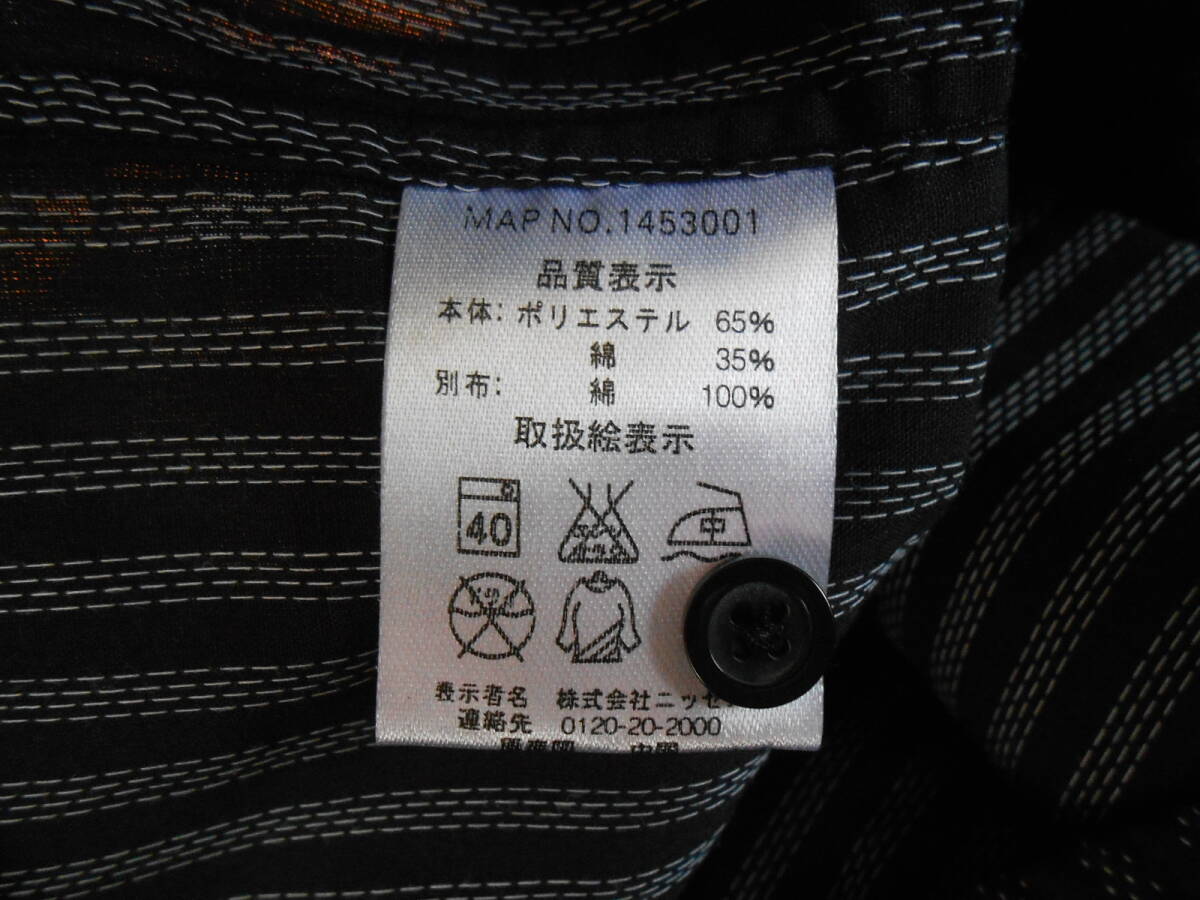 MAP NO.1453001
品質表示
本体: ポリエステル 65%
綿 35%
別布: 綿 100%
取扱絵表示
40
中
表示者名 株式会社ニッセ
連絡先 0120-20-2000